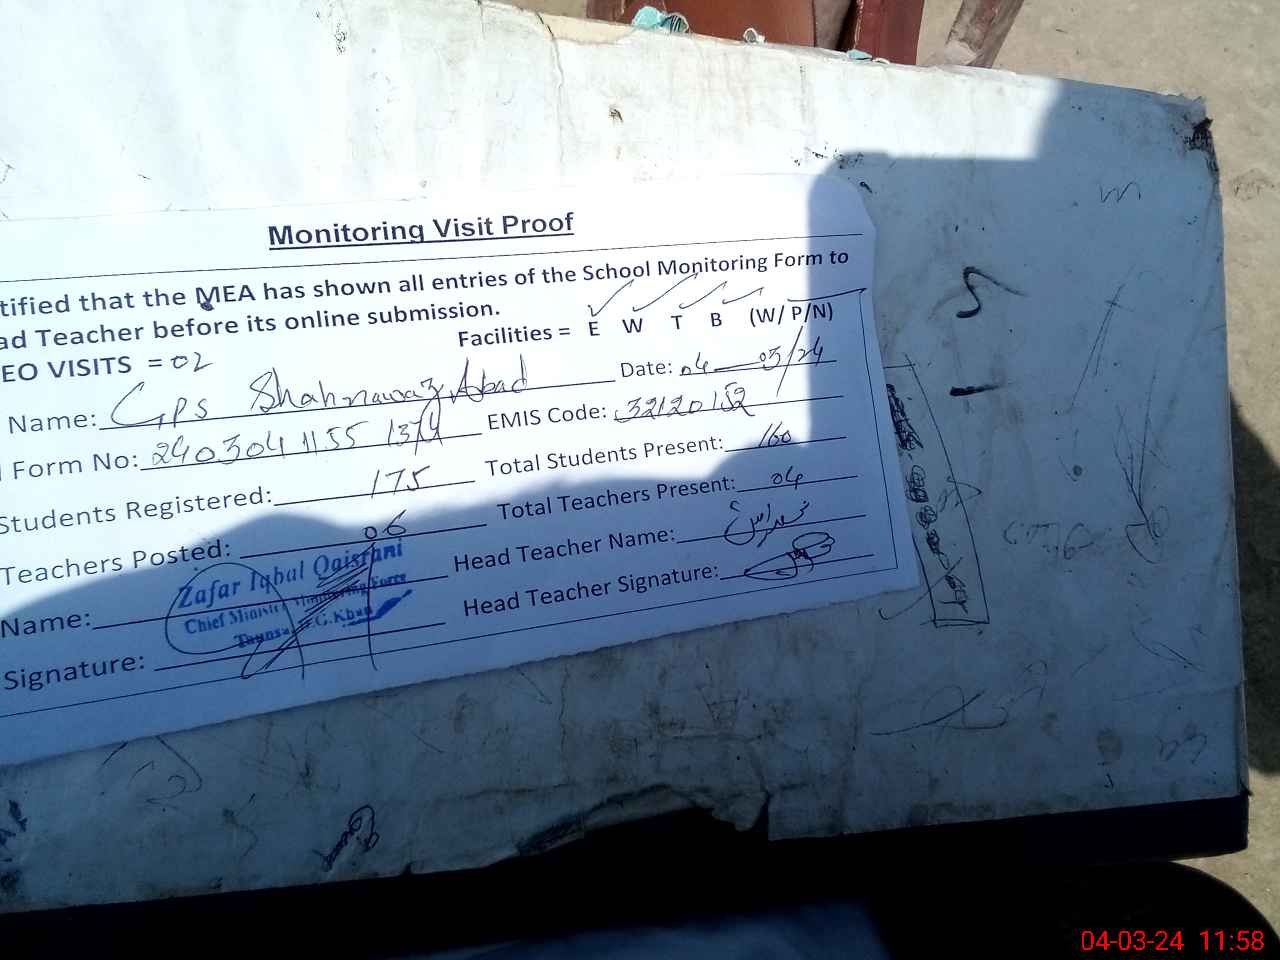 Monitoring Visit Proof
tified that the MEA has shown all entries of the School Monitoring Form to
ad Teacher before its online submission.
Facilities = E W T B (W/P/N)
EO VISITS = 02
Name: GPS Shahnawaz Abad Date: 04 03/24
Form No: 240304115513 EMIS Code: 32120152
Students Registered: 175 Total Students Present: 160
Teachers Posted: 06 Total Teachers Present: 04
Name: Zafar Iqbal Qaisrani Head Teacher Name:
Chief Minister Monitoring Force
Taunsa D.G.Khan
Signature: Head Teacher Signature:
04-03-24 11:58